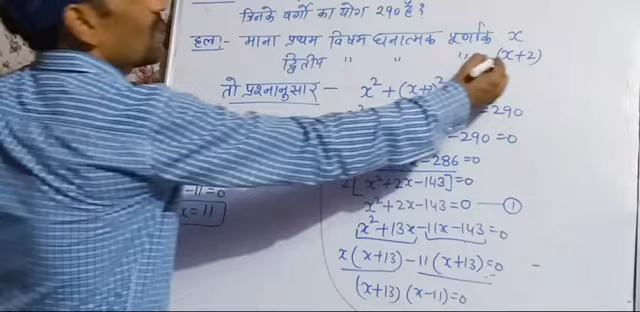 जिनके वर्गों का योग 290 है?
हल:- माना प्रथम विषम धनात्मक पूर्णांक x
द्वितीय " " " (x+2)
तो प्रश्नानुसार – x² + (x+2)²
=290
-290=0
x-286=0
2[x²+2x-143]=0
x²+2x-143=0 — ①
x²+13x-11x-143=0
x(x+13)-11(x+13)=0
(x+13)(x-11)=0
-11=0
x=11